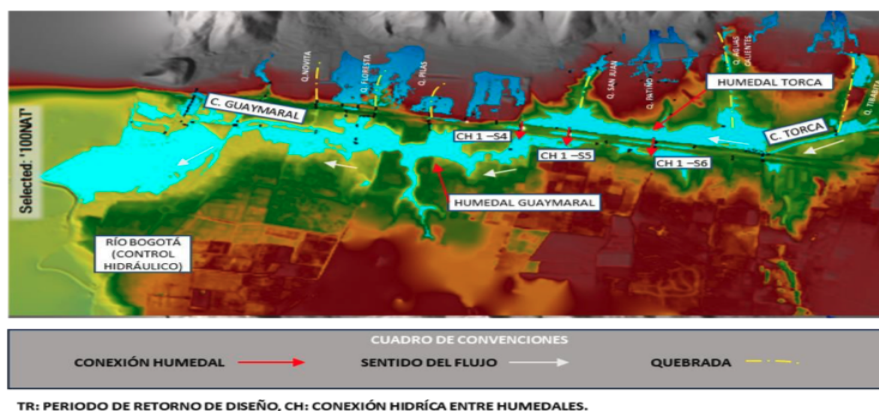 Selected: '100NAT'
C. GUAYMARAL
Q. NOVITA
Q. FLORESTA
Q. PIJAS
Q. SAN JUAN
Q. PATIÑO
Q. AGUAS
CALIENTES
Q. TIBABITA
HUMEDAL TORCA
C. TORCA
CH 1 –S4
CH 1 –S5
CH 1 –S6
HUMEDAL GUAYMARAL
RÍO BOGOTÁ
(CONTROL
HIDRÁULICO)
CUADRO DE CONVENCIONES
CONEXIÓN HUMEDAL
SENTIDO DEL FLUJO
QUEBRADA
TR: PERIODO DE RETORNO DE DISEÑO, CH: CONEXIÓN HIDRÍCA ENTRE HUMEDALES.